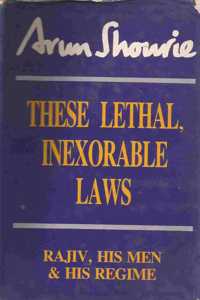 Arun Shourie
THESE LETHAL,
INEXORABLE
LAWS
RAJIV, HIS MEN
& HIS REGIME